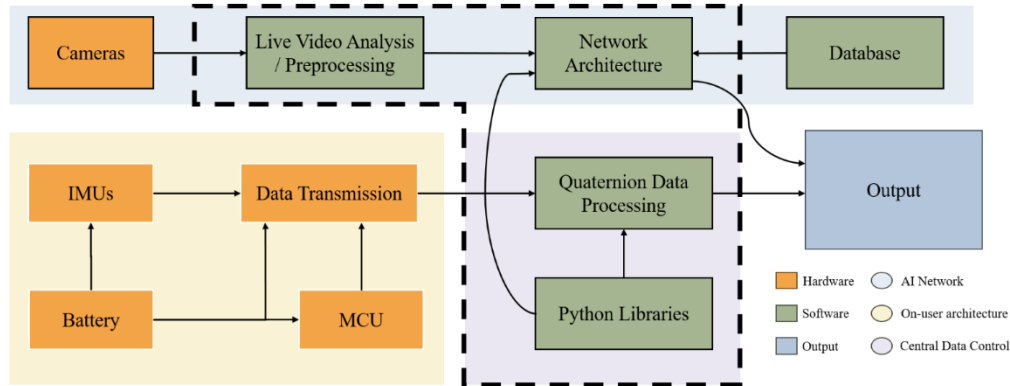 Cameras
Live Video Analysis
/ Preprocessing
Network
Architecture
Database
IMUs
Data Transmission
Quaternion Data
Processing
Output
Battery
MCU
Python Libraries
Hardware
AI Network
Software
On-user architecture
Output
Central Data Control